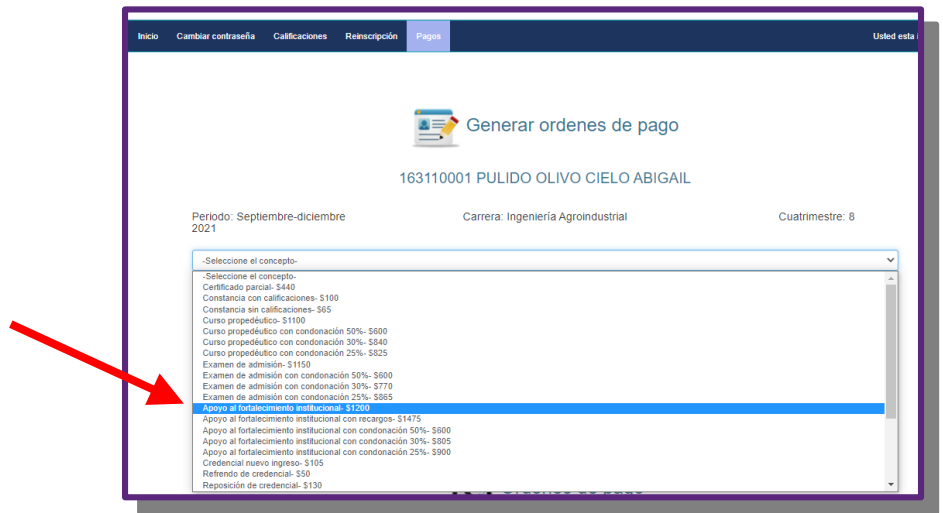 Inicio Cambiar contraseña Calificaciones Reinscripción Pagos Usted esta
Generar ordenes de pago
163110001 PULIDO OLIVO CIELO ABIGAIL
Periodo: Septiembre-diciembre 2021 Carrera: Ingeniería Agroindustrial Cuatrimestre: 8
-Seleccione el concepto-
-Seleccione el concepto-
Certificado parcial- $440
Constancia con calificaciones- $100
Constancia sin calificaciones- $65
Curso propedéutico- $1100
Curso propedéutico con condonación 50%- $600
Curso propedéutico con condonación 30%- $840
Curso propedéutico con condonación 25%- $825
Examen de admisión- $1150
Examen de admisión con condonación 50%- $600
Examen de admisión con condonación 30%- $770
Examen de admisión con condonación 25%- $865
Apoyo al fortalecimiento institucional- $1200
Apoyo al fortalecimiento institucional con recargos- $1475
Apoyo al fortalecimiento institucional con condonación 50%- $600
Apoyo al fortalecimiento institucional con condonación 30%- $805
Apoyo al fortalecimiento institucional con condonación 25%- $900
Credencial nuevo ingreso- $105
Refrendo de credencial- $50
Reposición de credencial- $130
Ordenes de pago